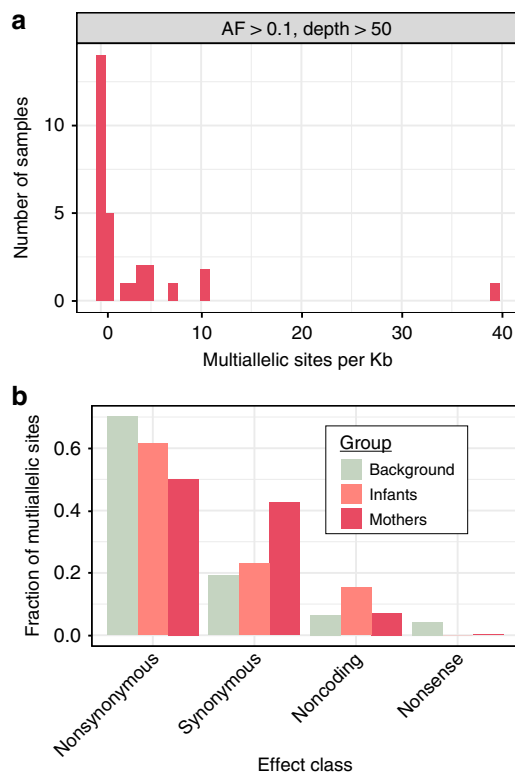 a
AF > 0.1, depth > 50
Number of samples
10
5
0
0 10 20 30 40
Multiallelic sites per Kb
b
Fraction of mutiallelic sites
0.6
0.4
0.2
0.0
Group
Background
Infants
Mothers
Nonsynonymous
Synonymous
Noncoding
Nonsense
Effect class